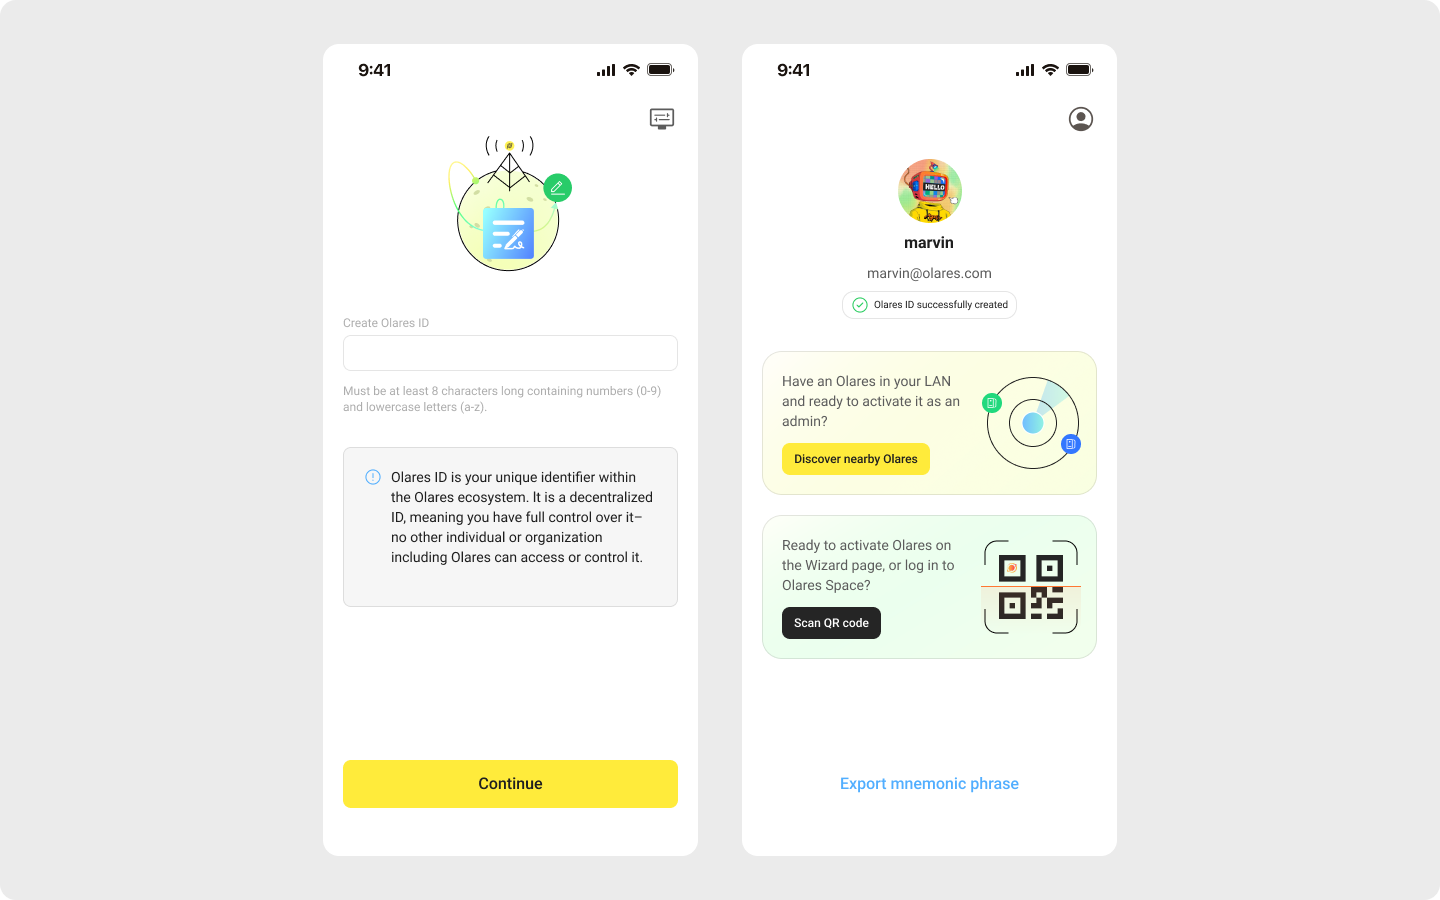 9:41
Create Olares ID
Must be at least 8 characters long containing numbers (0-9)
and lowercase letters (a-z).
Olares ID is your unique identifier within
the Olares ecosystem. It is a decentralized
ID, meaning you have full control over it–
no other individual or organization
including Olares can access or control it.
Continue
9:41
HELLO
marvin
marvin@olares.com
Olares ID successfully created
Have an Olares in your LAN
and ready to activate it as an
admin?
Discover nearby Olares
Ready to activate Olares on
the Wizard page, or log in to
Olares Space?
Scan QR code
Export mnemonic phrase